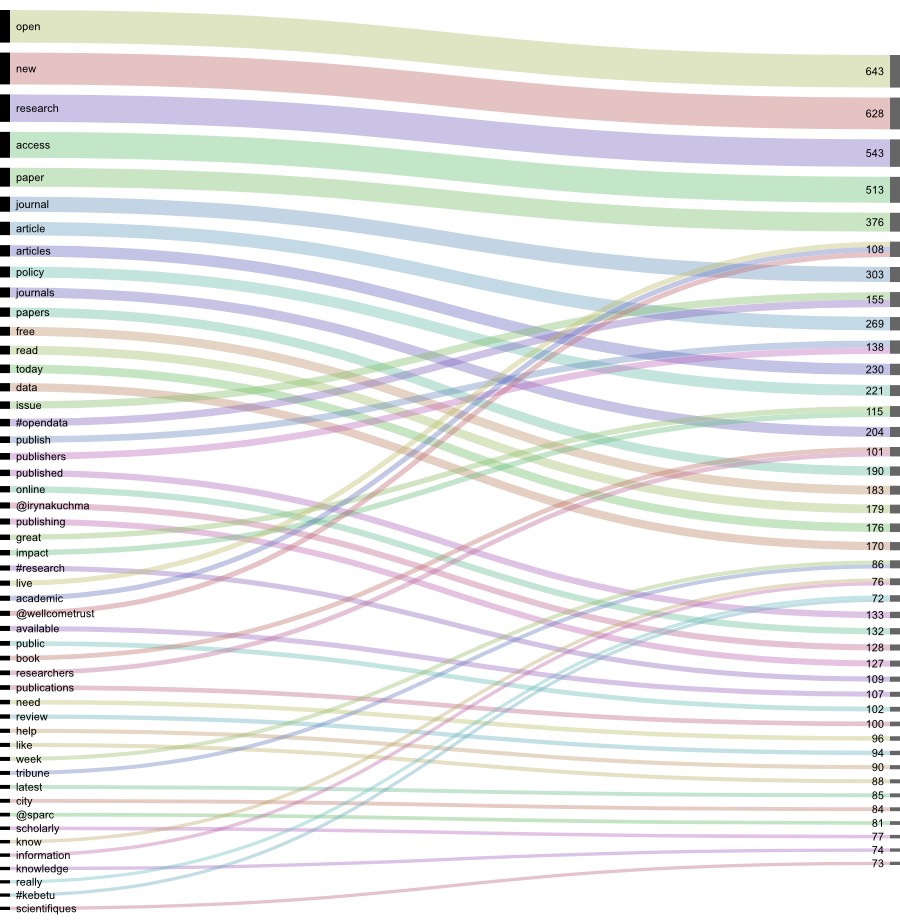 open
new
research
access
paper
journal
article
articles
policy
journals
papers
free
read
today
data
issue
#opendata
publish
publishers
published
online
@irynakuchma
publishing
great
impact
#research
live
academic
@wellcometrust
available
public
book
researchers
publications
need
review
help
like
week
tribune
latest
city
@sparc
scholarly
know
information
knowledge
really
#kebetu
scientifiques
643
628
543
513
376
108
303
155
269
138
230
221
115
204
101
190
183
179
176
170
86
76
72
133
132
128
127
109
107
102
100
96
94
90
88
85
84
81
77
74
73